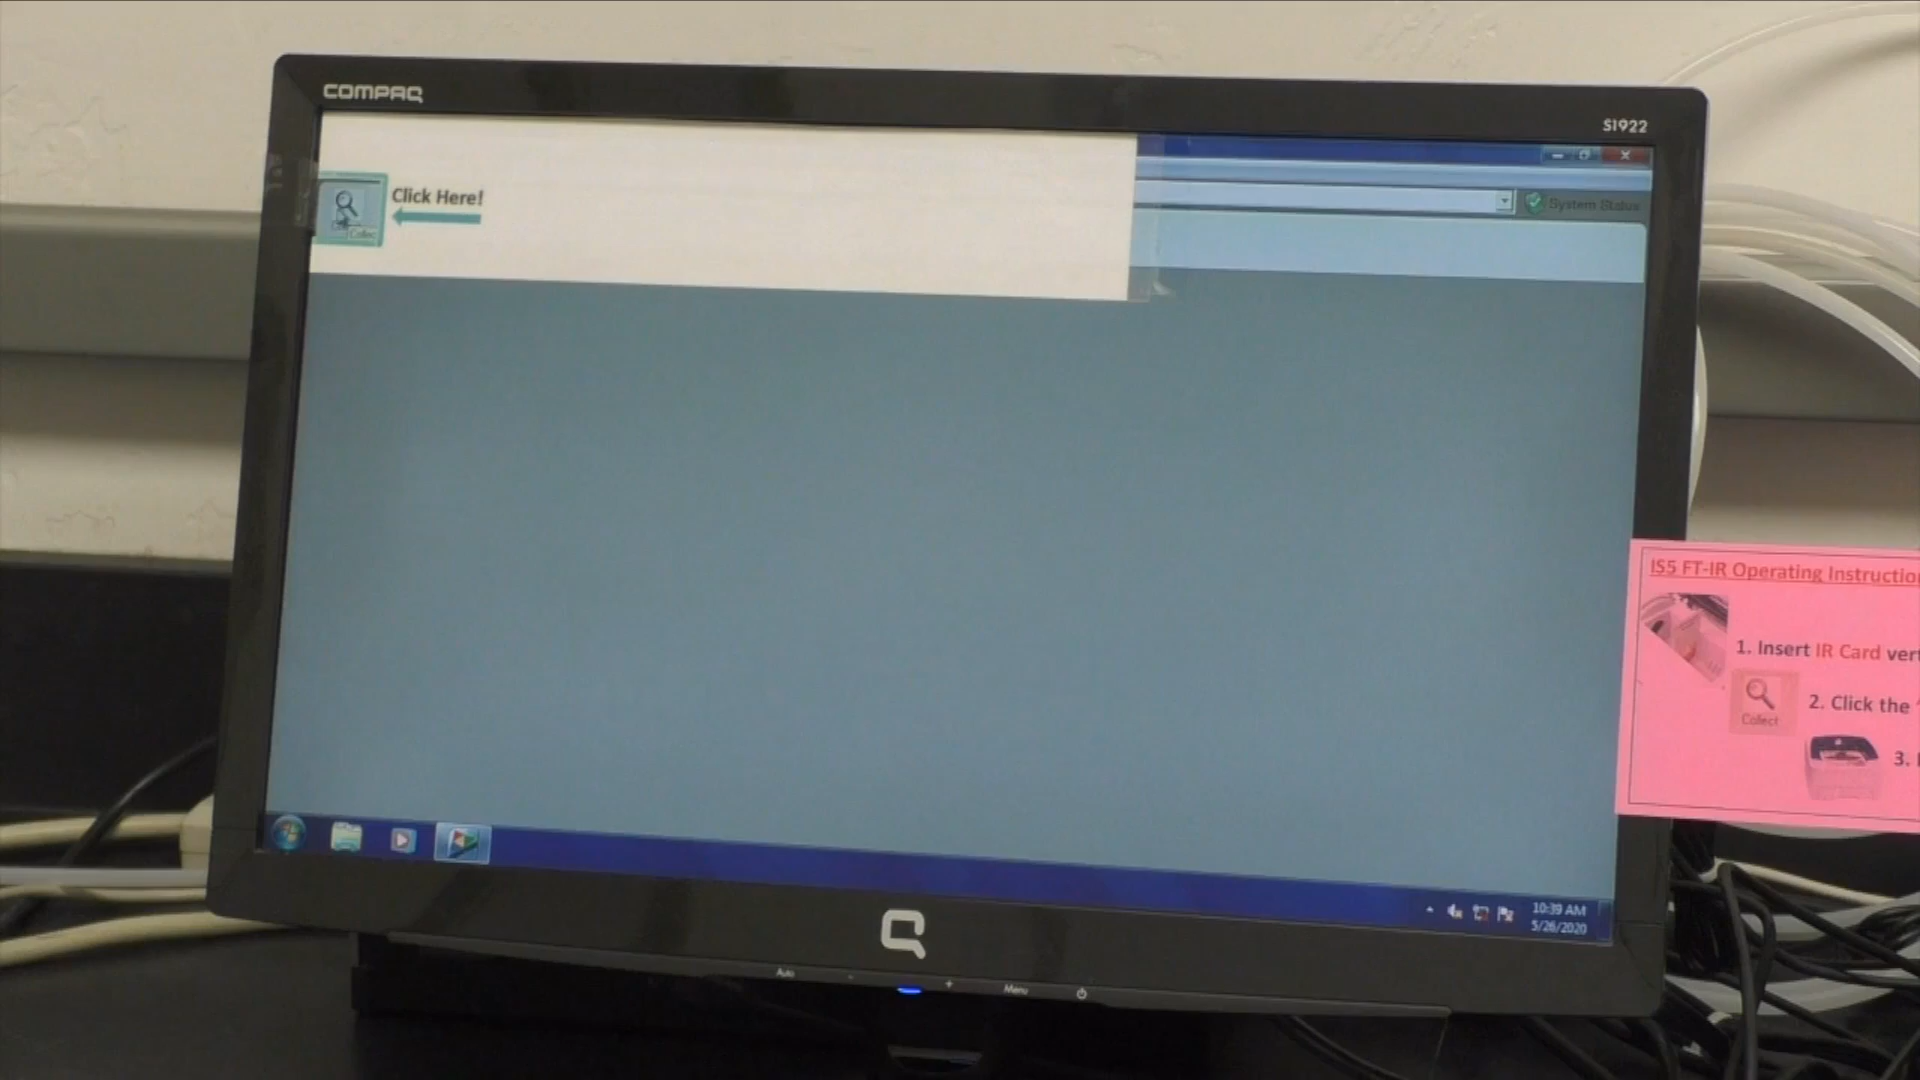 COMPAQ
S1922
Click Here!
Collect
System Status
IS5 FT-IR Operating Instructio
1. Insert IR Card vert
2. Click the "
Collect
3.
10:39 AM
5/26/2020
Auto
-
+
Menu